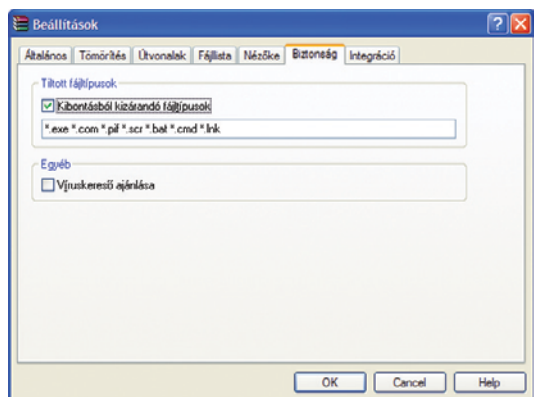 Beállítások
Általános Tömörítés Útvonalak Fájllista Nézőke Biztonság Integráció
Tiltott fájltípusok
Kibontásból kizárandó fájltípusok
*.exe *.com *.pif *.scr *.bat *.cmd *.lnk
Egyéb
Víruskereső ajánlása
OK Cancel Help